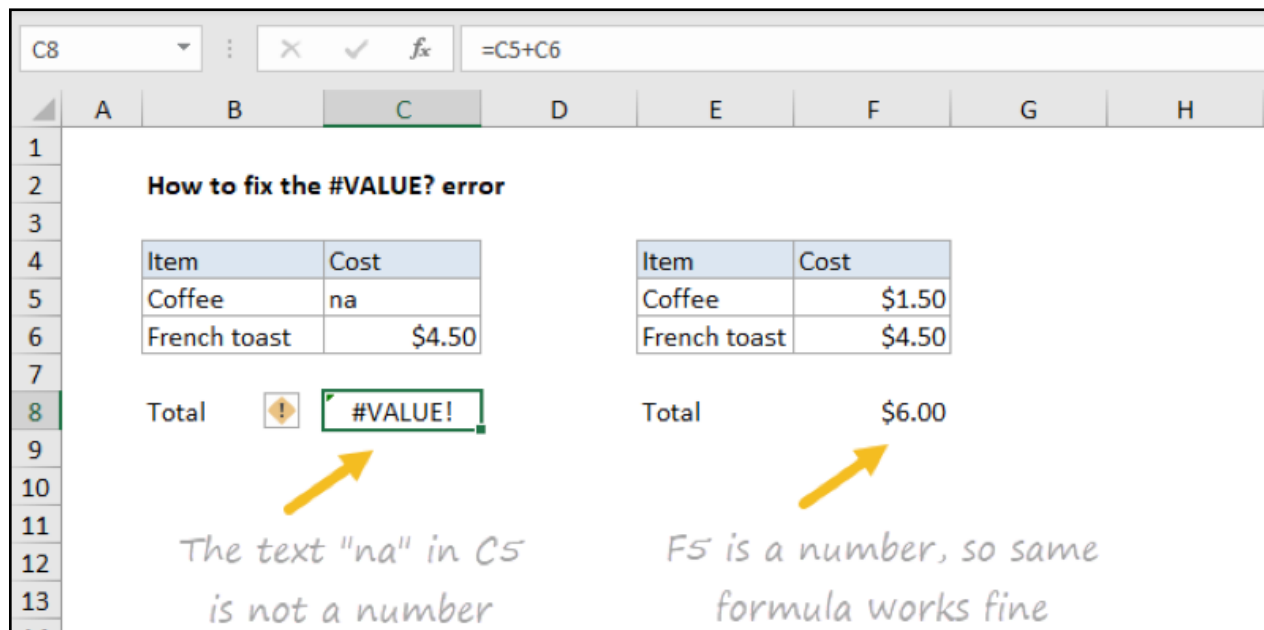 C8 fx =C5+C6
A B C D E F G H
1
2 How to fix the #VALUE? error
3
4 Item Cost Item Cost
5 Coffee na Coffee $1.50
6 French toast $4.50 French toast $4.50
7
8 Total ! #VALUE! Total $6.00
9
10
11
The text "na" in C5 F5 is a number, so same
12
13 is not a number formula works fine